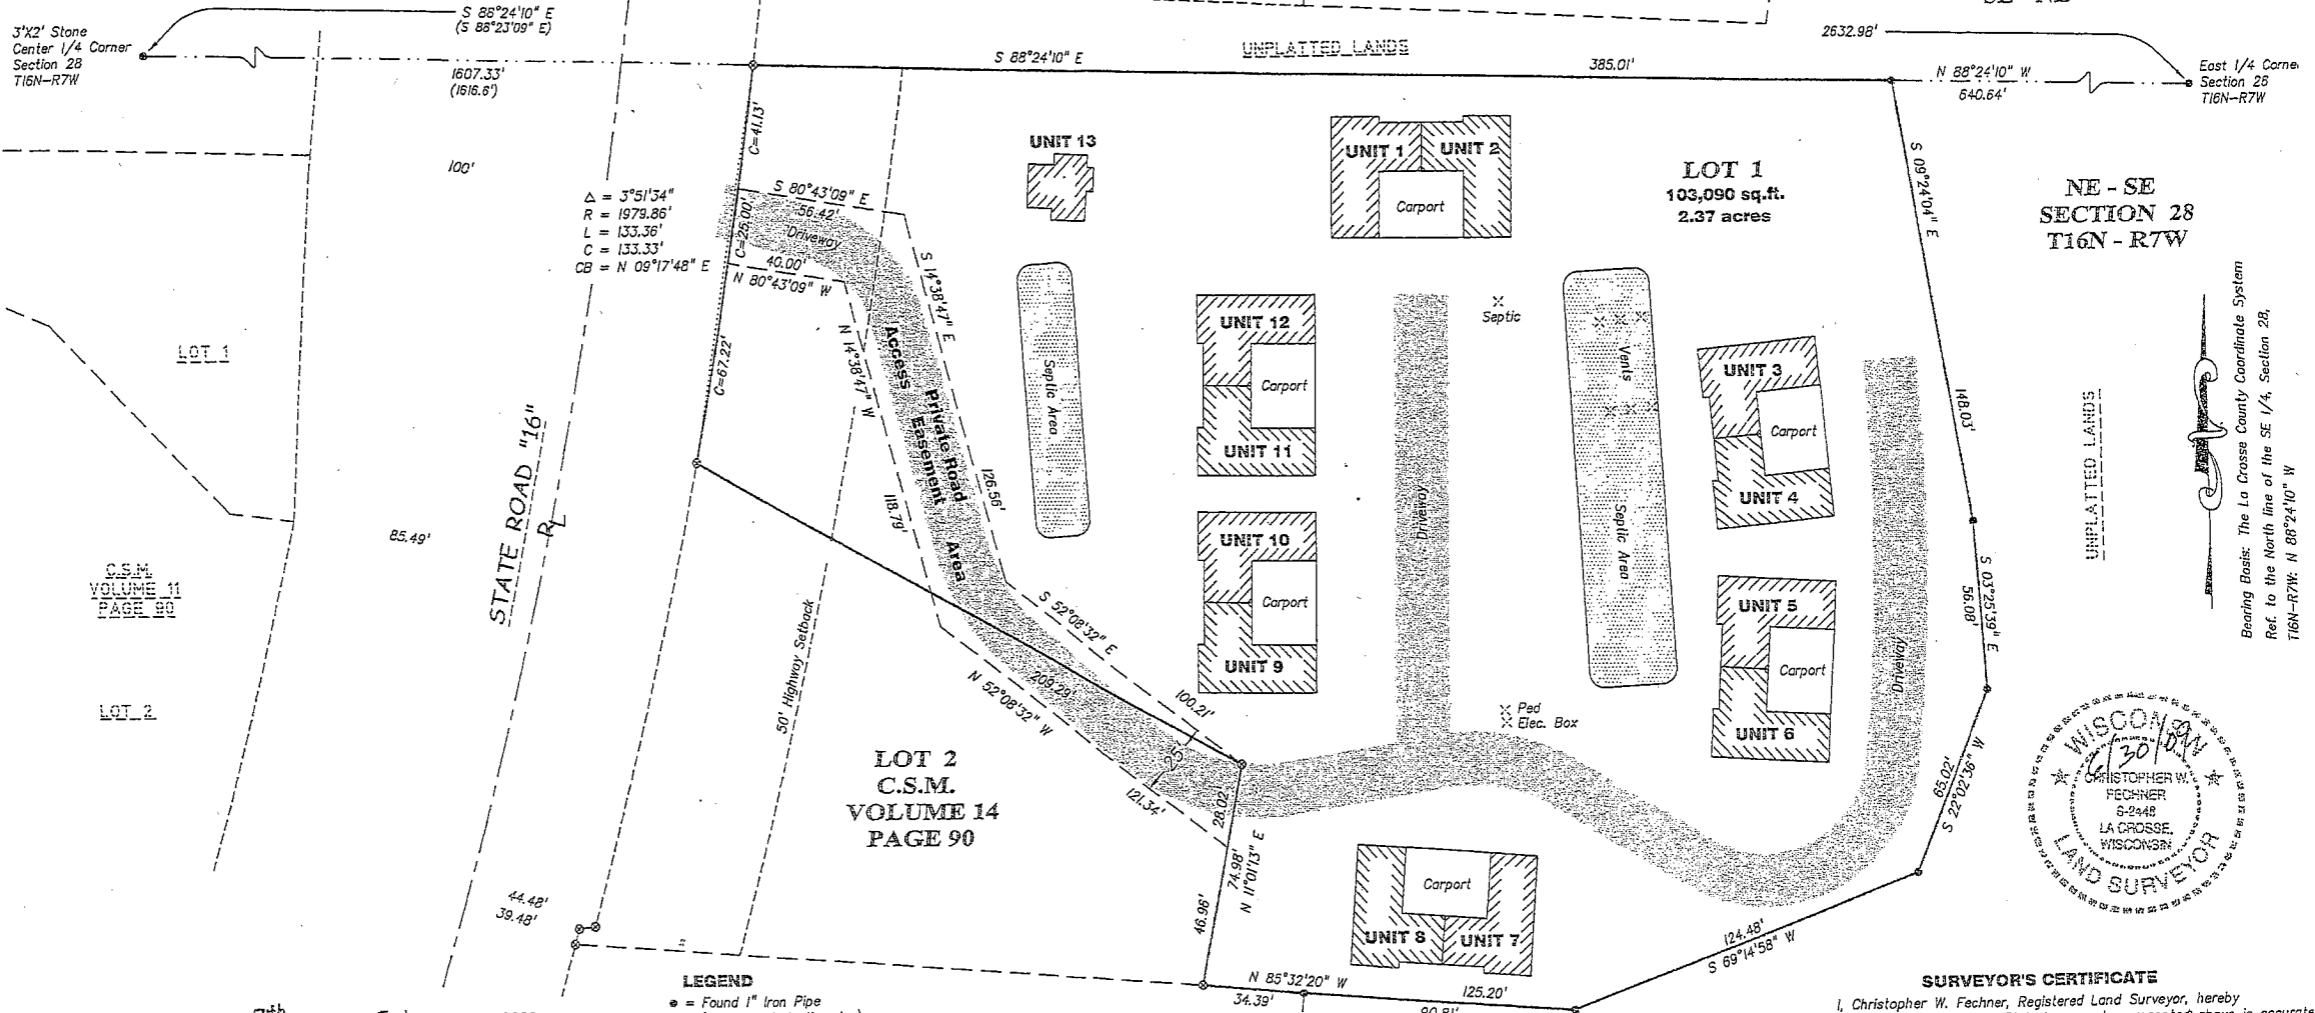 S 88°24'10" E
(S 88°23'09" E)
3'X2' Stone
Center 1/4 Corner
Section 28
T16N-R7W
1607.33'
(1616.6')
S 88°24'10" E
UNPLATTED LANDS
385.01'
2632.98'
N 88°24'10" W
640.64'
East 1/4 Corne
Section 28
T16N-R7W
100'
C=41.13'
Δ = 3°51'34"
R = 1979.86'
L = 133.36'
C = 133.33'
CB = N 09°17'48" E
S 80°43'09" E
56.42'
C=25.00'
Driveway
40.00'
N 80°43'09" W
C=67.22'
S 14°38'47" E
126.56'
N 14°38'47" W
118.79'
Private Road
Access Easement Area
UNIT 13
UNIT 1
UNIT 2
Carport
LOT 1
103,090 sq.ft.
2.37 acres
NE - SE
SECTION 28
T16N - R7W
S 09°24'04" E
148.03'
Septic Area
UNIT 12
Carport
UNIT 11
Septic
Vents
Septic Area
UNIT 3
Carport
UNIT 4
Driveway
UNIT 10
Carport
UNIT 9
UNIT 5
Carport
UNIT 6
Driveway
S 03°25'39" E
56.08'
UNPLATTED LANDS
Bearing Basis: The La Crosse County Coordinate System
Ref. to the North line of the SE 1/4, Section 28,
T16N-R7W: N 88°24'10" W
LOT 1
STATE ROAD "16"
85.49'
C.S.M.
VOLUME 11
PAGE 90
LOT 2
50' Highway Setback
S 52°08'32" E
100.21'
209.29'
N 52°08'32" W
121.34'
25'
Ped
Elec. Box
LOT 2
C.S.M.
VOLUME 14
PAGE 90
28.02'
74.98'
N 11°01'13" E
46.96'
Carport
UNIT 8
UNIT 7
65.02'
S 22°02'36" W
124.48'
S 69°14'58" W
WISCONSIN
6/30/
CHRISTOPHER W.
FECHNER
S-2448
LA CROSSE,
WISCONSIN
LAND SURVEYOR
44.48'
39.48'
N 85°32'20" W
34.39'
125.20'
90.81'
LEGEND
= Found 1" Iron Pipe
SURVEYOR'S CERTIFICATE
I, Christopher W. Fechner, Registered Land Surveyor, hereby